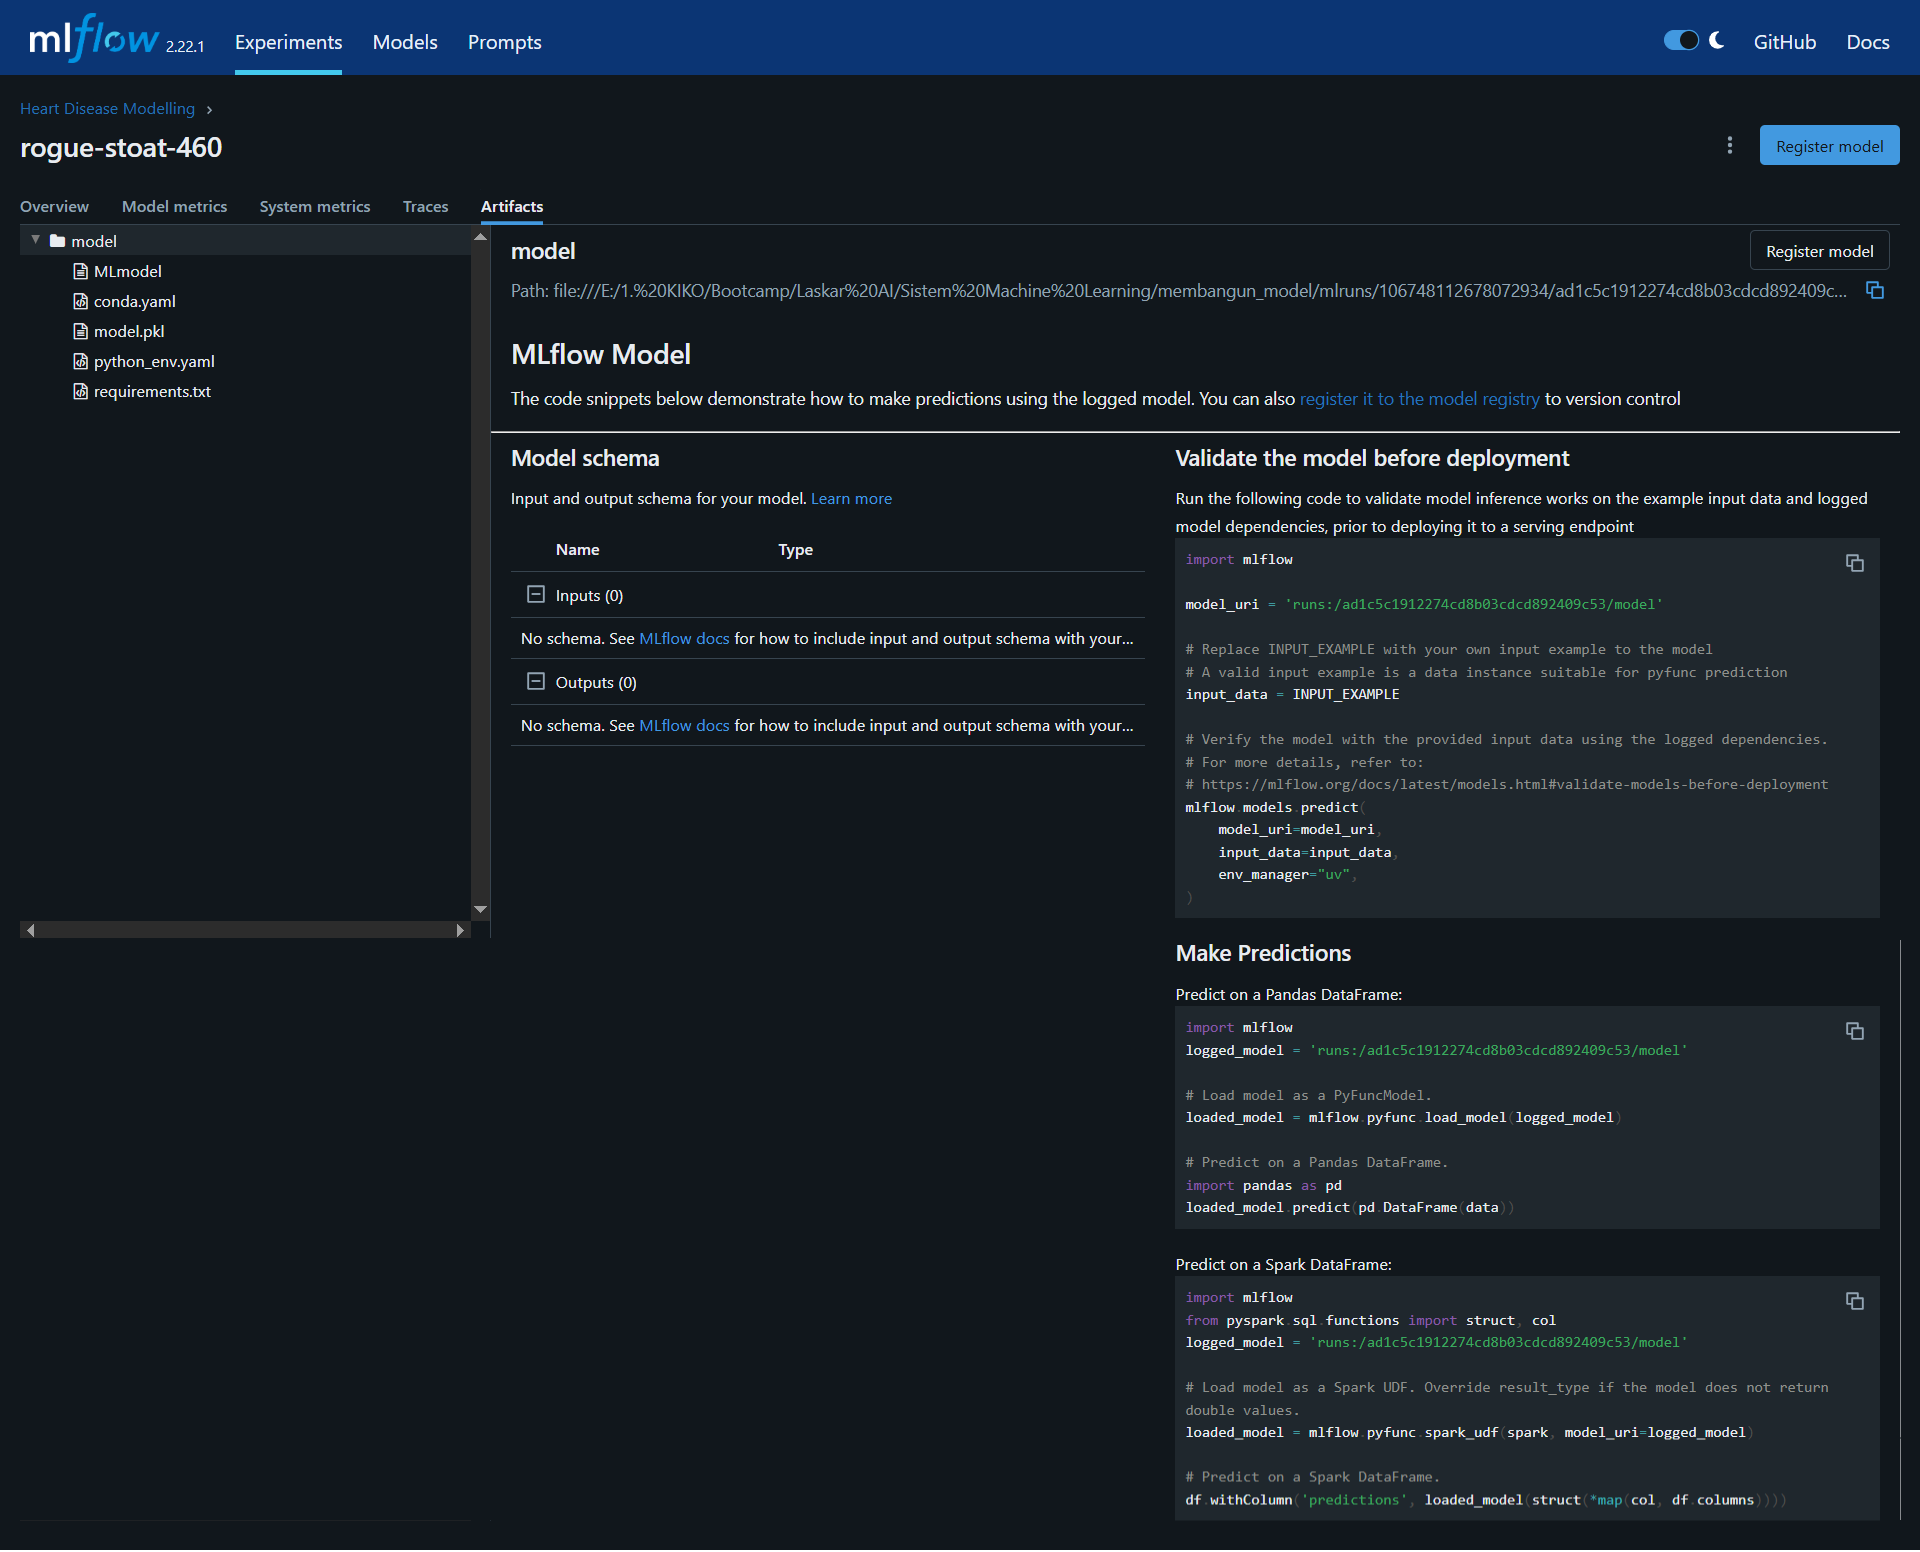 mlflow 2.22.1 Experiments Models Prompts GitHub Docs
Heart Disease Modelling ›
rogue-stoat-460
Register model
Overview Model metrics System metrics Traces Artifacts
model
MLmodel
conda.yaml
model.pkl
python_env.yaml
requirements.txt
model
Register model
Path: file:///E:/1.%20KIKO/Bootcamp/Laskar%20AI/Sistem%20Machine%20Learning/membangun_model/mlruns/106748112678072934/ad1c5c1912274cd8b03cdcd892409c...
MLflow Model
The code snippets below demonstrate how to make predictions using the logged model. You can also register it to the model registry to version control
Model schema
Input and output schema for your model. Learn more
Name Type
Inputs (0)
No schema. See MLflow docs for how to include input and output schema with your...
Outputs (0)
No schema. See MLflow docs for how to include input and output schema with your...
Validate the model before deployment
Run the following code to validate model inference works on the example input data and logged
model dependencies, prior to deploying it to a serving endpoint
import mlflow
model_uri = 'runs:/ad1c5c1912274cd8b03cdcd892409c53/model'
# Replace INPUT_EXAMPLE with your own input example to the model
# A valid input example is a data instance suitable for pyfunc prediction
input_data = INPUT_EXAMPLE
# Verify the model with the provided input data using the logged dependencies.
# For more details, refer to:
# https://mlflow.org/docs/latest/models.html#validate-models-before-deployment
mlflow.models.predict(
model_uri=model_uri,
input_data=input_data,
env_manager="uv",
)
Make Predictions
Predict on a Pandas DataFrame:
import mlflow
logged_model = 'runs:/ad1c5c1912274cd8b03cdcd892409c53/model'
# Load model as a PyFuncModel.
loaded_model = mlflow.pyfunc.load_model(logged_model)
# Predict on a Pandas DataFrame.
import pandas as pd
loaded_model.predict(pd.DataFrame(data))
Predict on a Spark DataFrame:
import mlflow
from pyspark.sql.functions import struct, col
logged_model = 'runs:/ad1c5c1912274cd8b03cdcd892409c53/model'
# Load model as a Spark UDF. Override result_type if the model does not return
double values.
loaded_model = mlflow.pyfunc.spark_udf(spark, model_uri=logged_model)
# Predict on a Spark DataFrame.
df.withColumn('predictions', loaded_model(struct(*map(col, df.columns))))